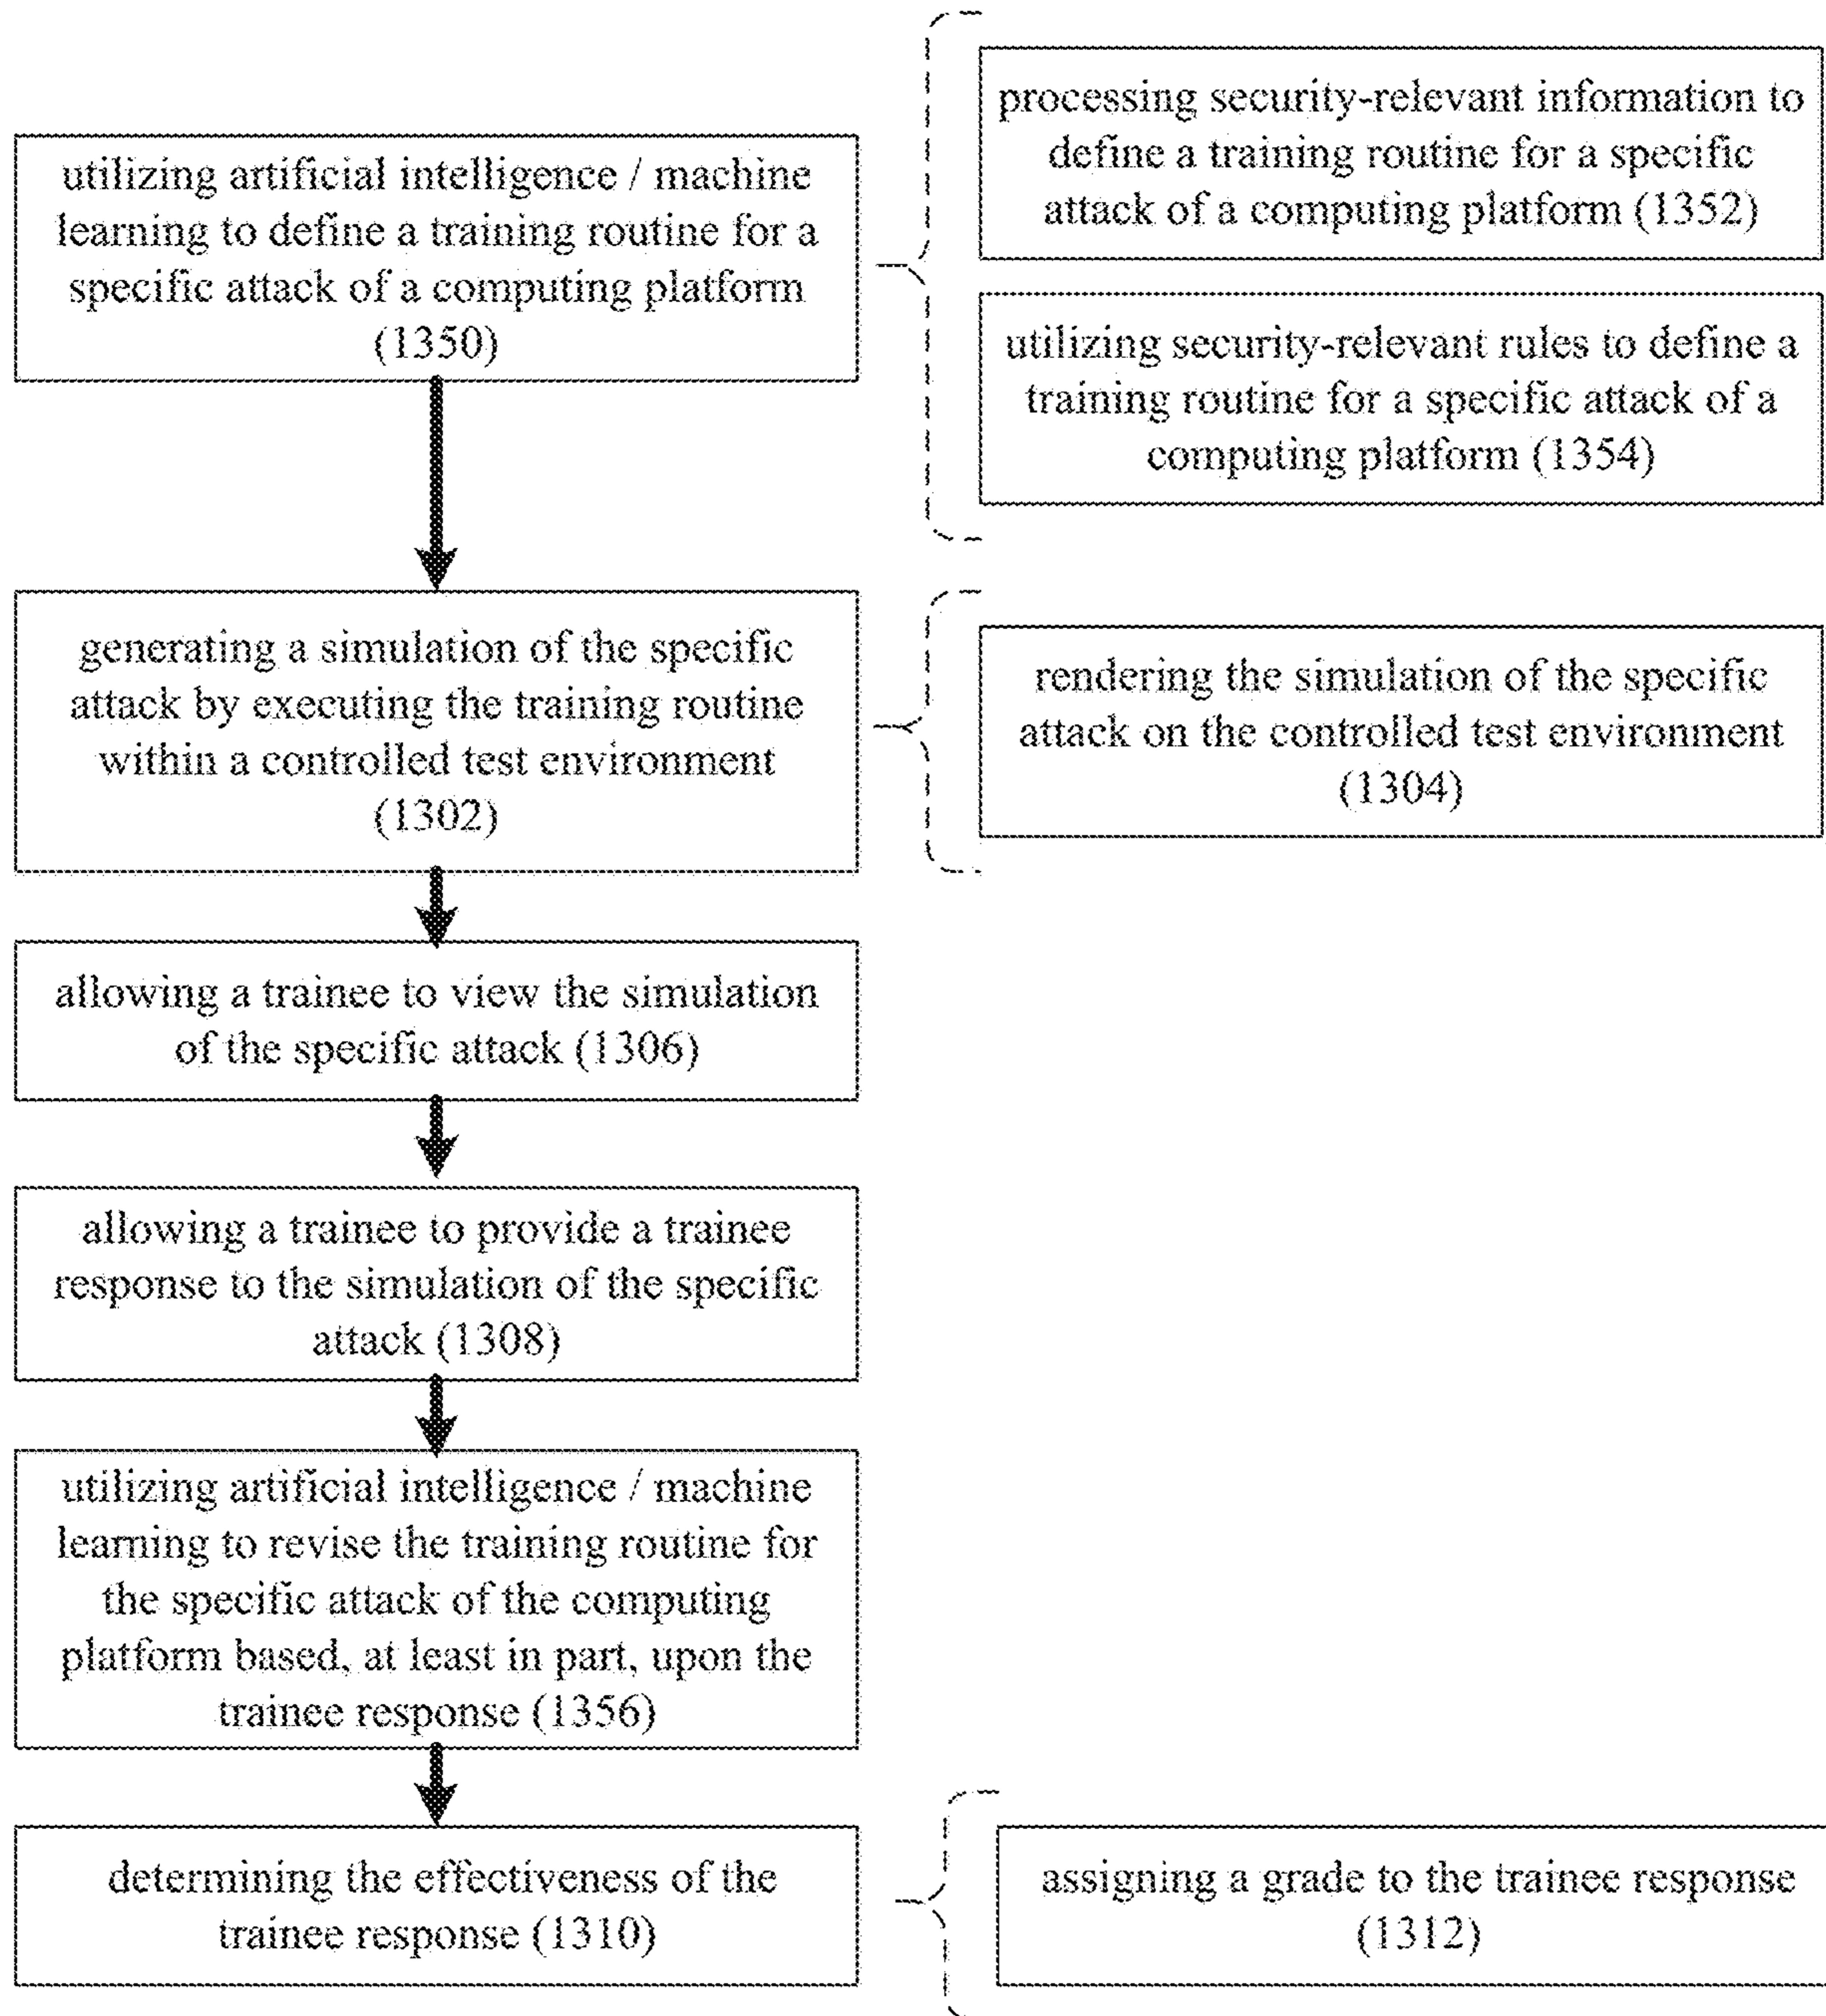 utilizing artificial intelligence / machine
learning to define a training routine for a
specific attack of a computing platform
(1350)
processing security-relevant information to
define a training routine for a specific
attack of a computing platform (1352)
utilizing security-relevant rules to define a
training routine for a specific attack of a
computing platform (1354)
generating a simulation of the specific
attack by executing the training routine
within a controlled test environment
(1302)
rendering the simulation of the specific
attack on the controlled test environment
(1304)
allowing a trainee to view the simulation
of the specific attack (1306)
allowing a trainee to provide a trainee
response to the simulation of the specific
attack (1308)
utilizing artificial intelligence / machine
learning to revise the training routine for
the specific attack of the computing
platform based, at least in part, upon the
trainee response (1356)
determining the effectiveness of the
trainee response (1310)
assigning a grade to the trainee response
(1312)